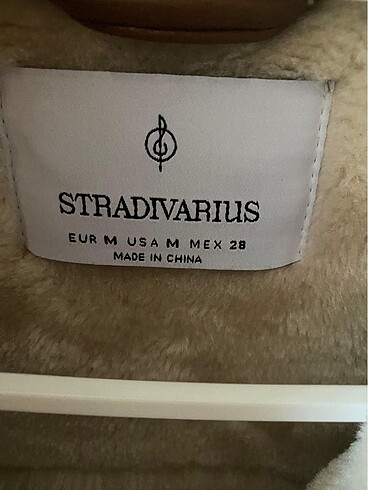 STRADIVARIUS
EUR M USA M MEX 28
MADE IN CHINA